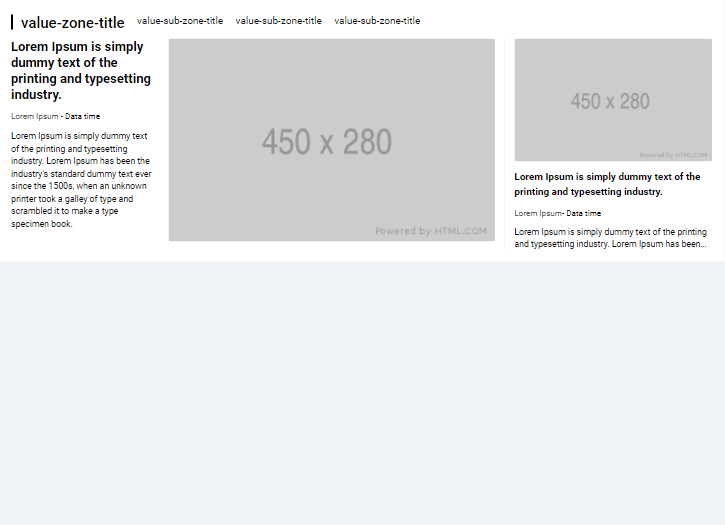 value-zone-title value-sub-zone-title value-sub-zone-title value-sub-zone-title
Lorem Ipsum is simply
dummy text of the
printing and typesetting
industry.
Lorem Ipsum - Data time
Lorem Ipsum is simply dummy text
of the printing and typesetting
industry. Lorem Ipsum has been the
industry's standard dummy text ever
since the 1500s, when an unknown
printer took a galley of type and
scrambled it to make a type
specimen book.
450 x 280
Powered by HTML.COM
450 x 280
Powered by HTML.COM
Lorem Ipsum is simply dummy text of the
printing and typesetting industry.
Lorem Ipsum- Data time
Lorem Ipsum is simply dummy text of the printing
and typesetting industry. Lorem Ipsum has been...